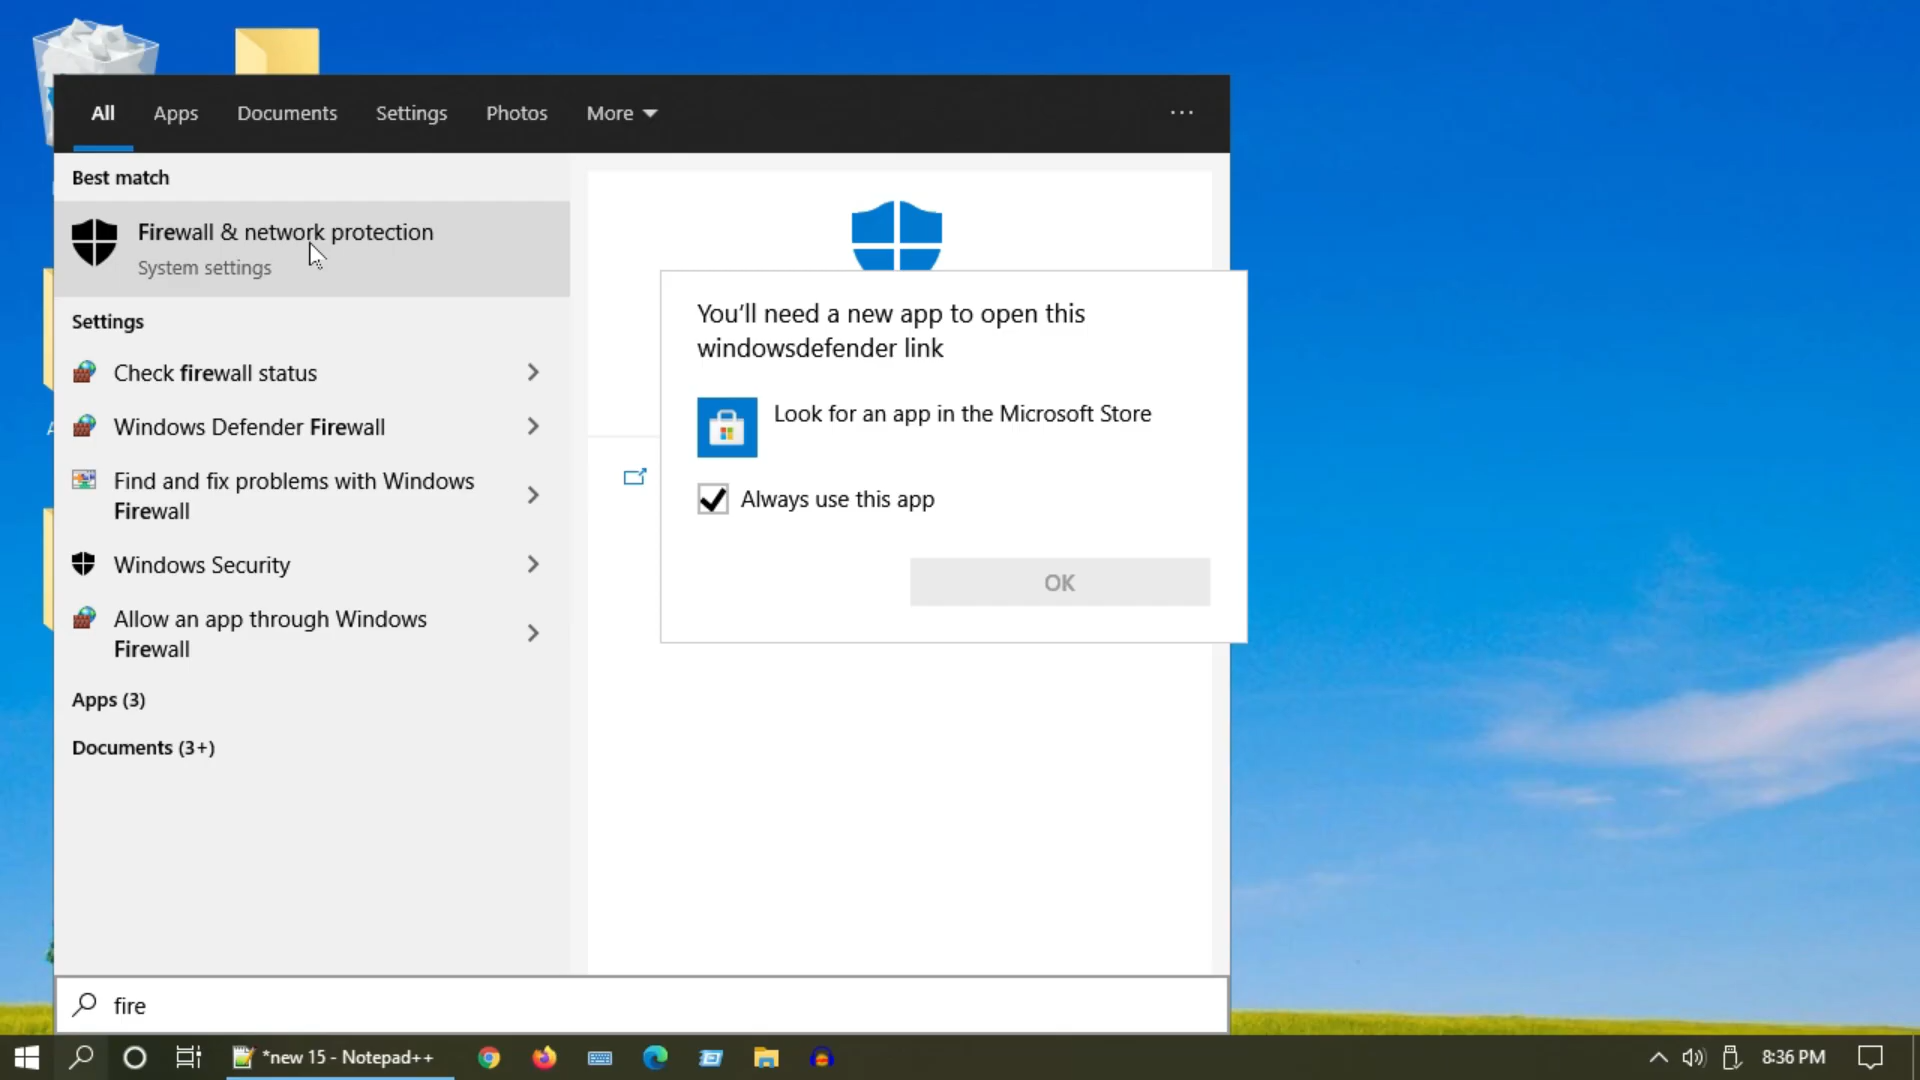 All Apps Documents Settings Photos More ...
Best match
Firewall & network protection
System settings
Settings
Check firewall status
Windows Defender Firewall
Find and fix problems with Windows
Firewall
Windows Security
Allow an app through Windows
Firewall
Apps (3)
Documents (3+)
You'll need a new app to open this
windowsdefender link
Look for an app in the Microsoft Store
Always use this app
OK
fire
*new 15 - Notepad++
8:36 PM